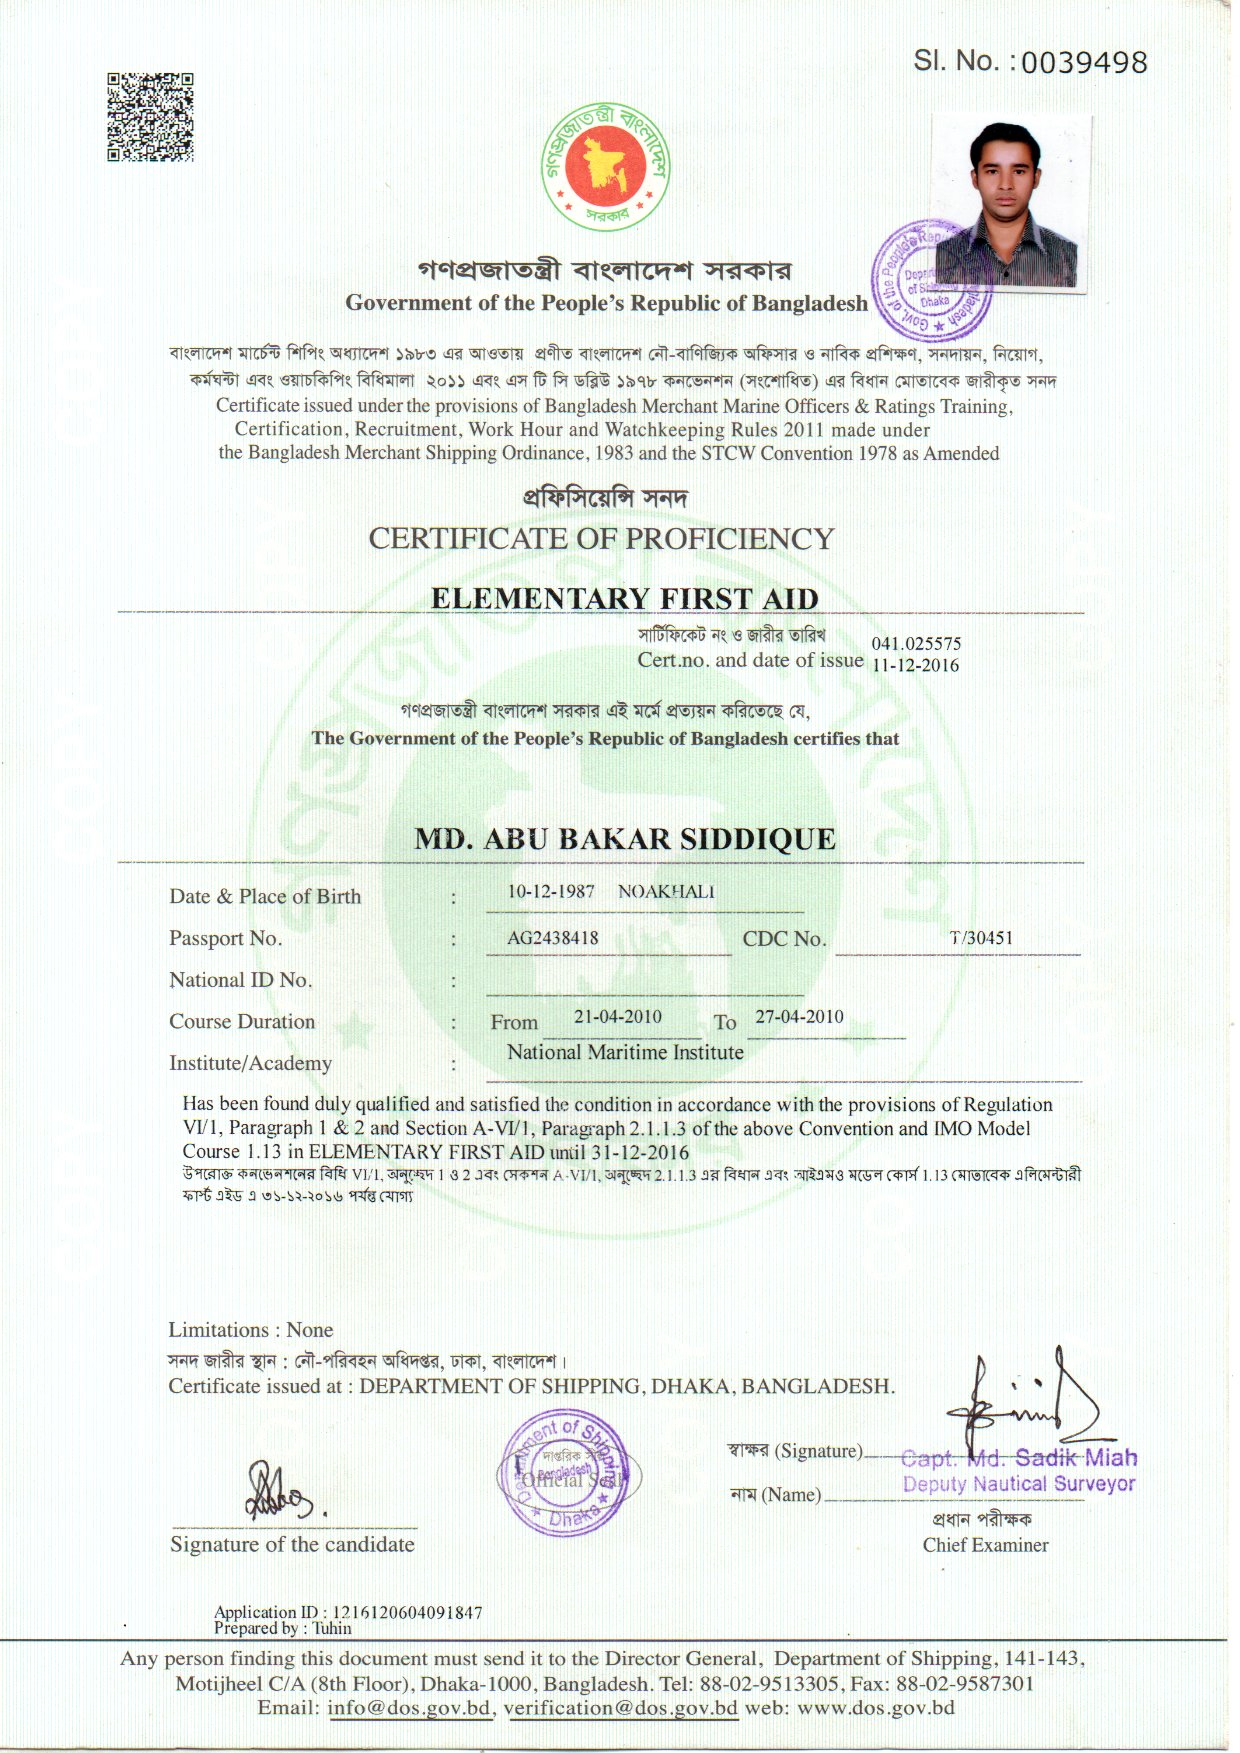 Sl. No. : 0039498
গণপ্রজাতন্ত্রী বাংলাদেশ
সরকার
গণপ্রজাতন্ত্রী বাংলাদেশ সরকার
Government of the People's Republic of Bangladesh
Govt. of the People's Republic of Bangladesh
Department of Shipping Dhaka
বাংলাদেশ মার্চেন্ট শিপিং অধ্যাদেশ ১৯৮৩ এর আওতায় প্রণীত বাংলাদেশ নৌ-বাণিজ্যিক অফিসার ও নাবিক প্রশিক্ষণ, সনদায়ন, নিয়োগ,
কর্মঘন্টা এবং ওয়াচকিপিং বিধিমালা ২০১১ এবং এস টি সি ডব্লিউ ১৯৭৮ কনভেনশন (সংশোধিত) এর বিধান মোতাবেক জারীকৃত সনদ
Certificate issued under the provisions of Bangladesh Merchant Marine Officers & Ratings Training,
Certification, Recruitment, Work Hour and Watchkeeping Rules 2011 made under
the Bangladesh Merchant Shipping Ordinance, 1983 and the STCW Convention 1978 as Amended
প্রফিসিয়েন্সি সনদ
CERTIFICATE OF PROFICIENCY
ELEMENTARY FIRST AID
সার্টিফিকেট নং ও জারীর তারিখ 041.025575
Cert.no. and date of issue 11-12-2016
গণপ্রজাতন্ত্রী বাংলাদেশ সরকার এই মর্মে প্রত্যয়ন করিতেছে যে,
The Government of the People's Republic of Bangladesh certifies that
MD. ABU BAKAR SIDDIQUE
Date & Place of Birth : 10-12-1987 NOAKHALI
Passport No. : AG2438418 CDC No. T/30451
National ID No. :
Course Duration : From 21-04-2010 To 27-04-2010
Institute/Academy : National Maritime Institute
Has been found duly qualified and satisfied the condition in accordance with the provisions of Regulation
VI/1, Paragraph 1 & 2 and Section A-VI/1, Paragraph 2.1.1.3 of the above Convention and IMO Model
Course 1.13 in ELEMENTARY FIRST AID until 31-12-2016
উপরোক্ত কনভেনশনের বিধি VI/1, অনুচ্ছেদ 1 ও 2 এবং সেকশন A-VI/1, অনুচ্ছেদ 2.1.1.3 এর বিধান এবং আইএমও মডেল কোর্স 1.13 মোতাবেক এলিমেন্টারী
ফার্স্ট এইড এ ৩১-১২-২০১৬ পর্যন্ত যোগ্য
Limitations : None
সনদ জারীর স্থান : নৌ-পরিবহন অধিদপ্তর, ঢাকা, বাংলাদেশ।
Certificate issued at : DEPARTMENT OF SHIPPING, DHAKA, BANGLADESH.
Department of Shipping
Bangladesh
Dhaka
দাপ্তরিক সীল
Official Seal
স্বাক্ষর (Signature)
Capt. Md. Sadik Miah
Deputy Nautical Surveyor
নাম (Name)
প্রধান পরীক্ষক
Chief Examiner
Signature of the candidate
Application ID : 1216120604091847
Prepared by : Tuhin
Any person finding this document must send it to the Director General, Department of Shipping, 141-143,
Motijheel C/A (8th Floor), Dhaka-1000, Bangladesh. Tel: 88-02-9513305, Fax: 88-02-9587301
Email: info@dos.gov.bd, verification@dos.gov.bd web: www.dos.gov.bd